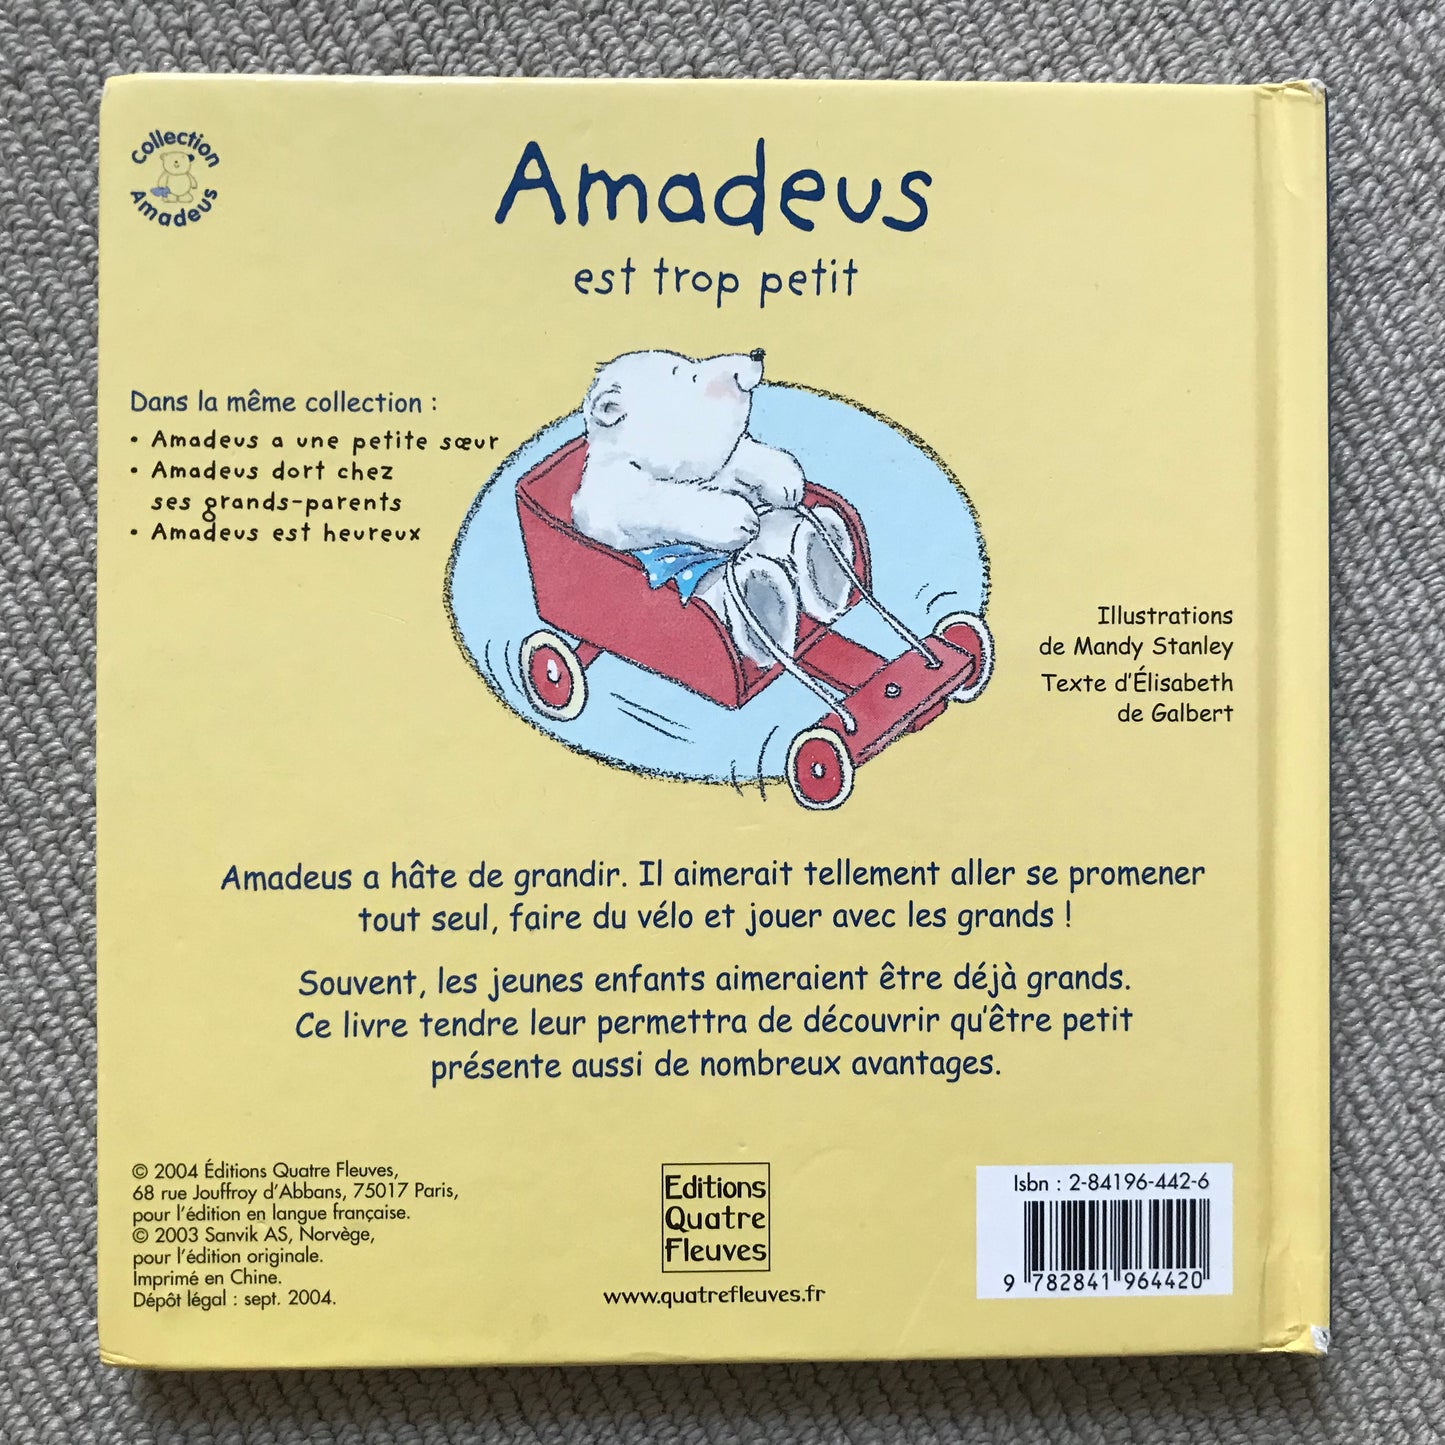 Collection
Amadeus
Amadeus
est trop petit
Dans la même collection :
• Amadeus a une petite sœur
• Amadeus dort chez
ses grands-parents
• Amadeus est heureux
Illustrations
de Mandy Stanley
Texte d'Élisabeth
de Galbert
Amadeus a hâte de grandir. Il aimerait tellement aller se promener
tout seul, faire du vélo et jouer avec les grands !
Souvent, les jeunes enfants aimeraient être déjà grands.
Ce livre tendre leur permettra de découvrir qu'être petit
présente aussi de nombreux avantages.
© 2004 Éditions Quatre Fleuves,
68 rue Jouffroy d'Abbans, 75017 Paris,
pour l'édition en langue française.
© 2003 Sanvik AS, Norvège,
pour l'édition originale.
Imprimé en Chine.
Dépôt légal : sept. 2004.
Editions
Quatre
Fleuves
www.quatrefleuves.fr
Isbn : 2-84196-442-6
9 782841 964420